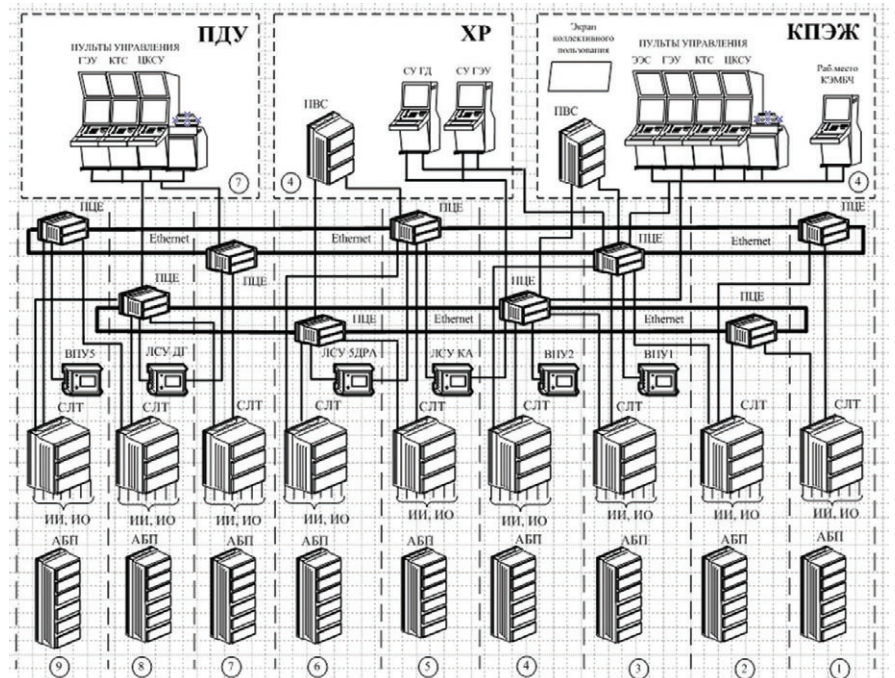 ПДУ
ПУЛЬТЫ УПРАВЛЕНИЯ
ГЭУ КТС ЦКСУ
7
ХР
СУ ГД СУ ГЭУ
ПВС
4
КПЭЖ
Экран
коллективного
пользования
ПУЛЬТЫ УПРАВЛЕНИЯ
ЭЭС ГЭУ КТС ЦКСУ
Раб место
КЭМБЧ
ПВС
4
ПЦЕ ПЦЕ ПЦЕ
Ethernet Ethernet ПЦЕ Ethernet
ПЦЕ
ПЦЕ ПЦЕ ПЦЕ
ПЦЕ Ethernet Ethernet
ВПУ5 ЛСУ ДГ ЛСУ 5ДРА ЛСУ КА ВПУ2 ВПУ1
СЛТ СЛТ СЛТ СЛТ СЛТ СЛТ СЛТ СЛТ СЛТ
ИИ, ИО ИИ, ИО ИИ, ИО ИИ, ИО ИИ, ИО ИИ, ИО ИИ, ИО ИИ, ИО ИИ, ИО
АБП АБП АБП АБП АБП АБП АБП АБП АБП
9 8 7 6 5 4 3 2 1